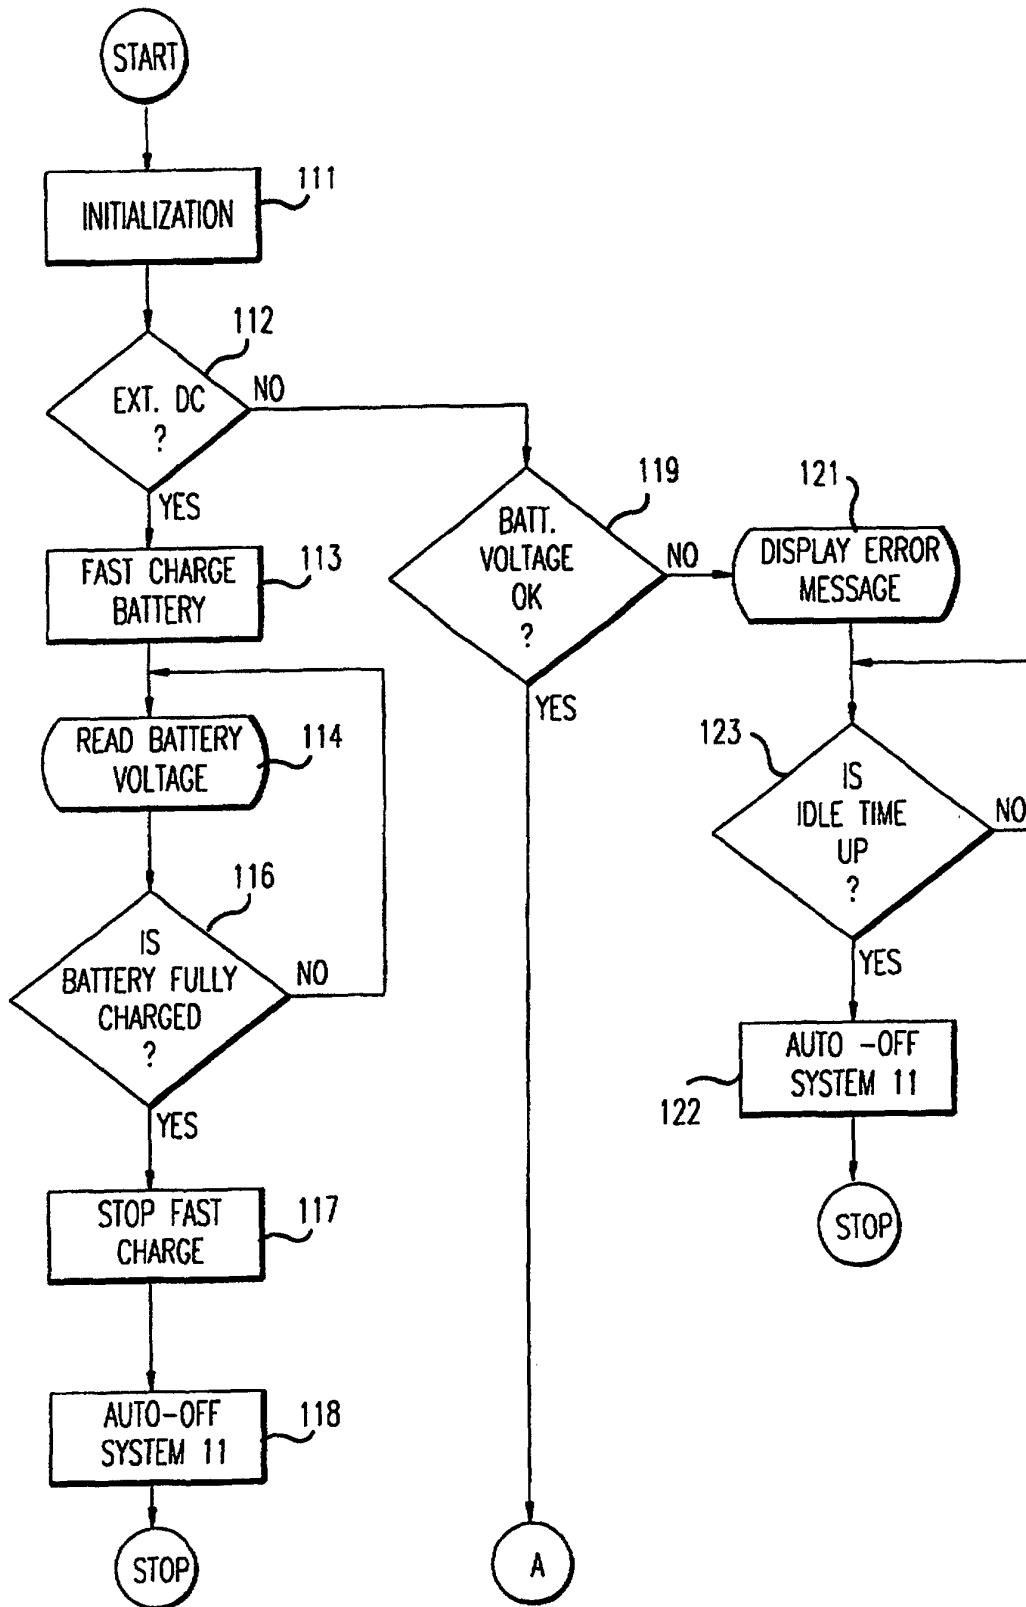 START
INITIALIZATION
111
EXT. DC
?
112
NO
YES
FAST CHARGE
BATTERY
113
READ BATTERY
VOLTAGE
114
IS
BATTERY FULLY
CHARGED
?
116
NO
YES
STOP FAST
CHARGE
117
AUTO-OFF
SYSTEM 11
118
STOP
BATT.
VOLTAGE
OK
?
119
NO
YES
A
121
DISPLAY ERROR
MESSAGE
123
IS
IDLE TIME
UP
?
NO
YES
AUTO -OFF
SYSTEM 11
122
STOP